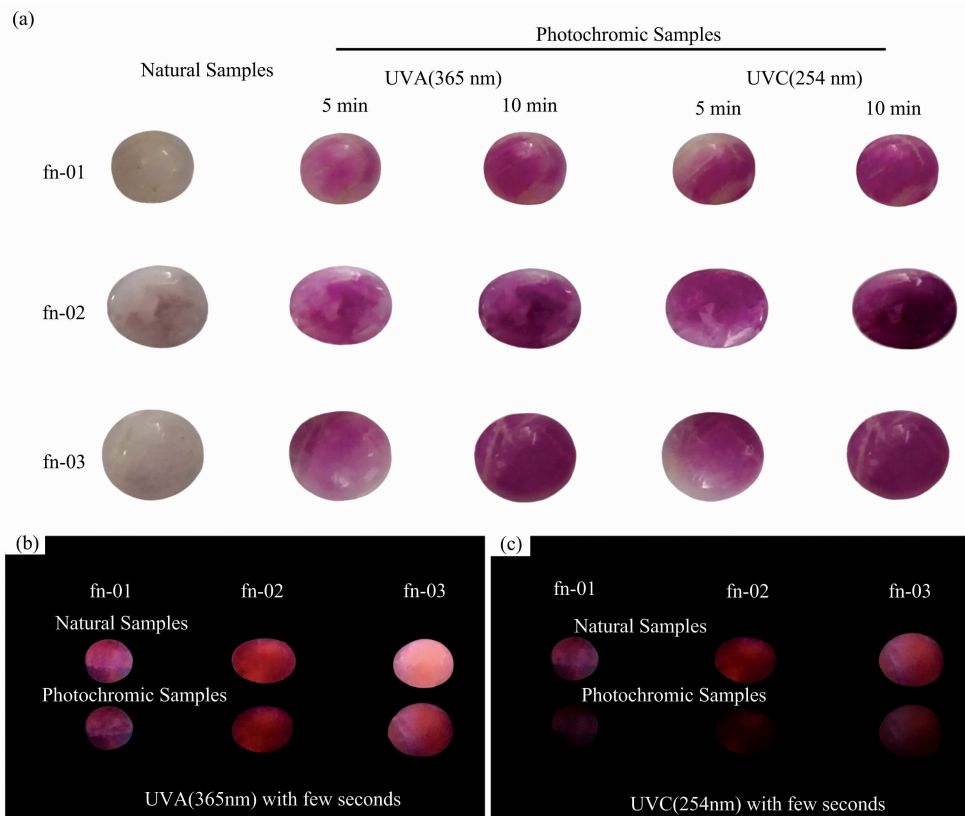 (a)
Photochromic Samples
Natural Samples
UVA(365 nm)
UVC(254 nm)
5 min
10 min
5 min
10 min
fn-01
fn-02
fn-03
(b)
fn-01
fn-02
fn-03
Natural Samples
Photochromic Samples
UVA(365nm) with few seconds
(c)
fn-01
fn-02
fn-03
Natural Samples
Photochromic Samples
UVC(254nm) with few seconds